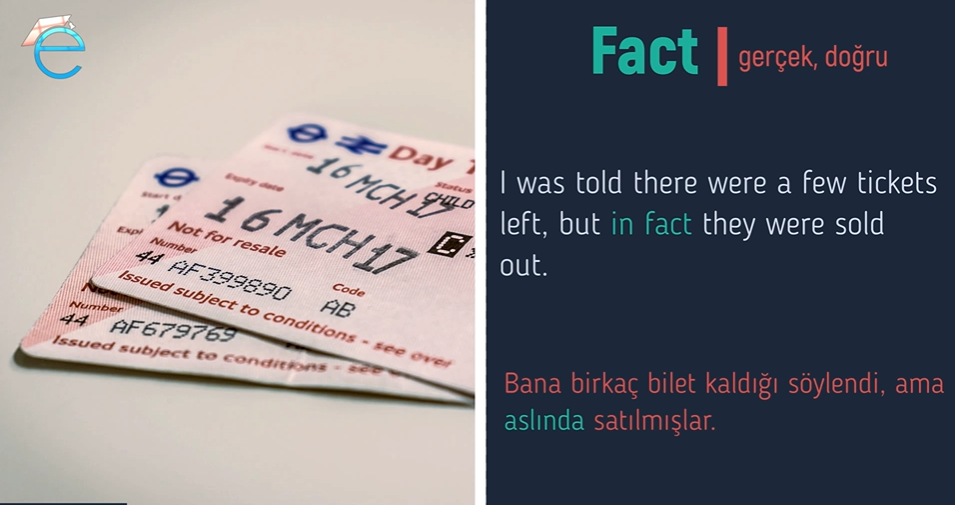 e
Fact | gerçek, doğru
I was told there were a few tickets
left, but in fact they were sold
out.
Bana birkaç bilet kaldığı söylendi, ama
aslında satılmışlar.
Day
Status
16 MCH 17
CHILD
Expiry date
16 MCH 17
C
Not for resale
Number
Code
44 AF399890
AB
Issued subject to conditions - see over
Start d
Number
44 AF679769
Issued subject to conditions - see